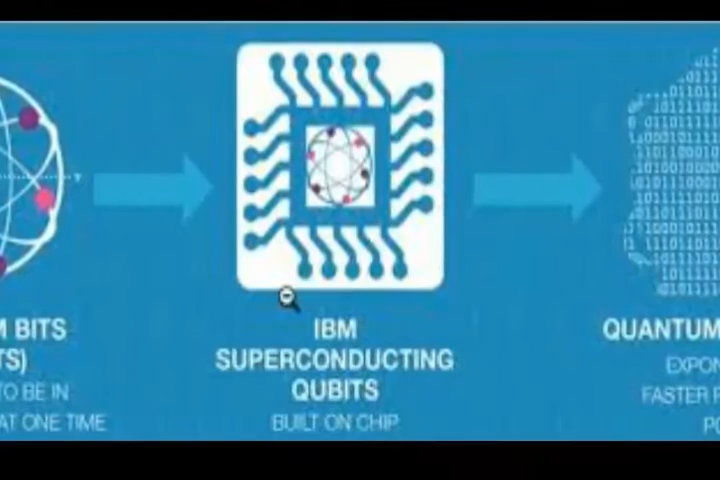 M BITS
TS)
TO BE IN
AT ONE TIME
IBM
SUPERCONDUCTING
QUBITS
BUILT ON CHIP
QUANTUM
EXPON
FASTER P
PO